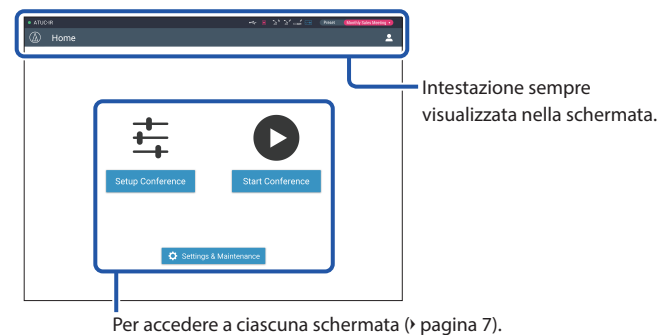 ATUC-IR Preset Monthly Sales Meeting
Home
Intestazione sempre
visualizzata nella schermata.
Setup Conference Start Conference
Settings & Maintenance
Per accedere a ciascuna schermata (pagina 7).